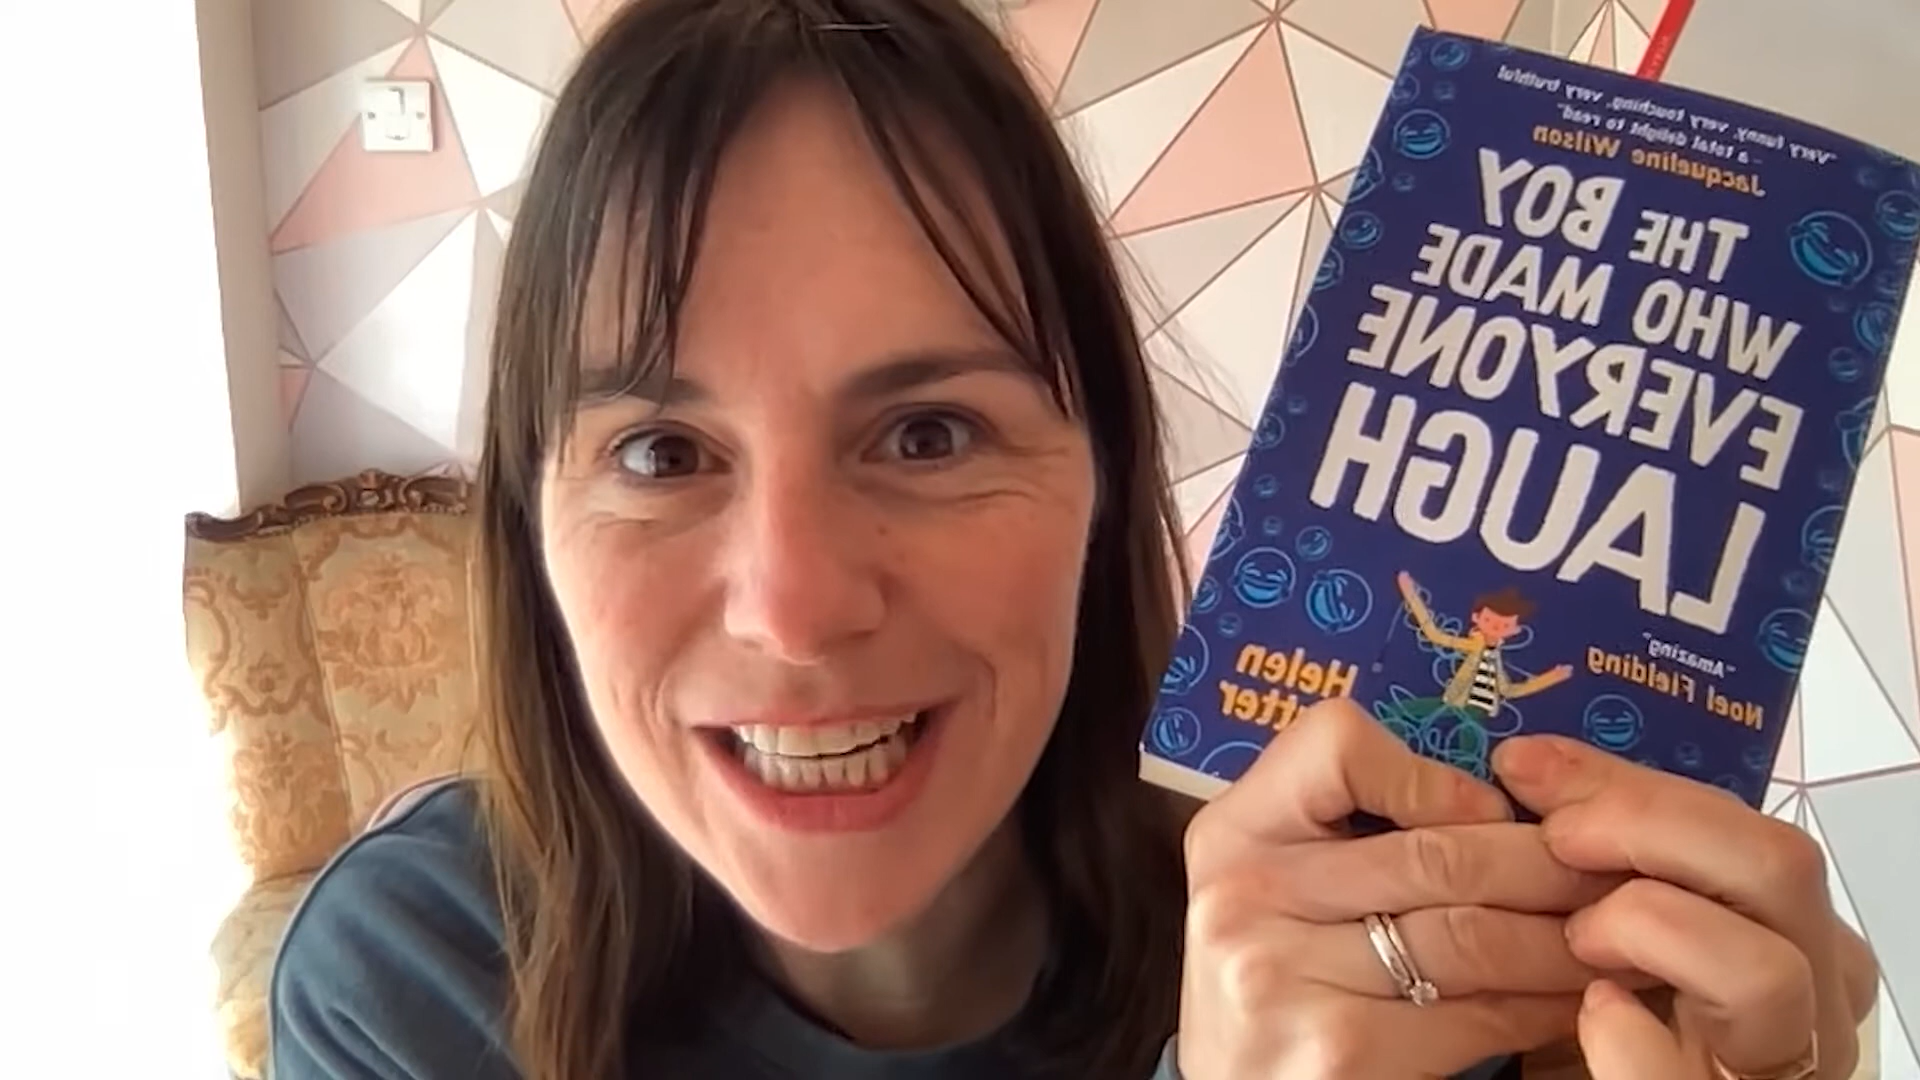 "Very funny, very touching, very truthful
- a total delight to read"
Jacqueline Wilson
THE BOY
WHO MADE
EVERYONE
LAUGH
"Amazing"
Noel Fielding
Helen